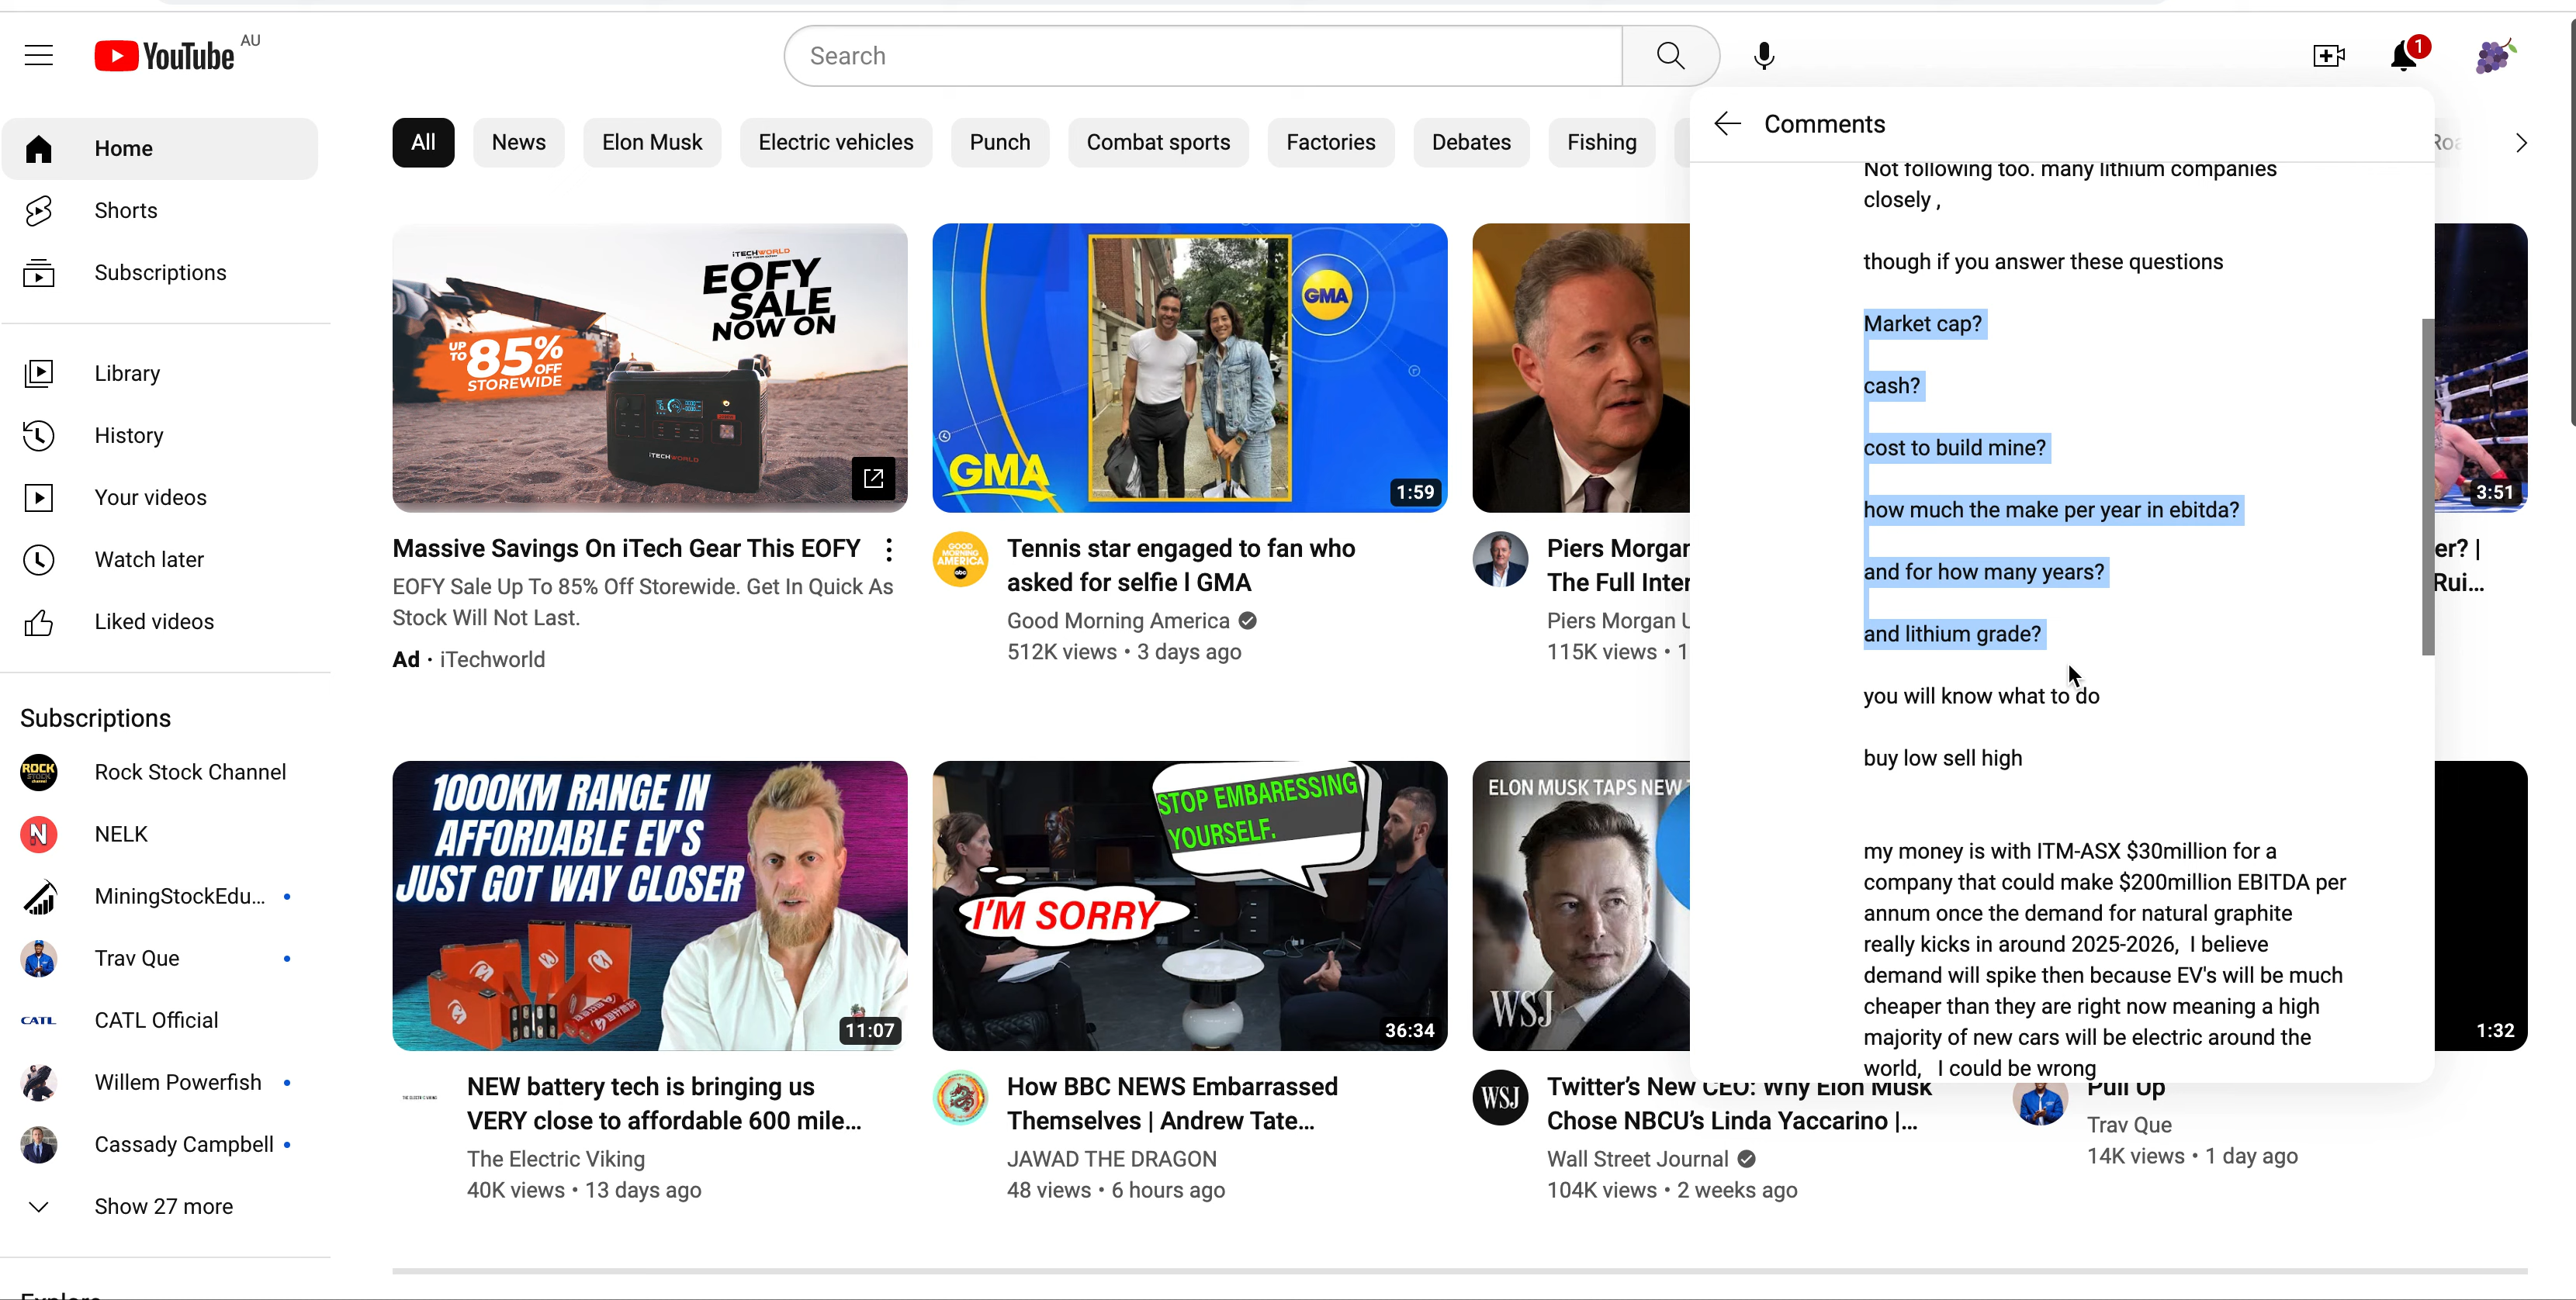 YouTube AU
Search
1
Home
Shorts
Subscriptions
Library
History
Your videos
Watch later
Liked videos
Subscriptions
Rock Stock Channel
NELK
MiningStockEdu...
Trav Que
CATL Official
Willem Powerfish
Cassady Campbell
Show 27 more
All
News
Elon Musk
Electric vehicles
Punch
Combat sports
Factories
Debates
Fishing
iTECHWORLD
EOFY
SALE
NOW ON
UP TO 85% OFF
STOREWIDE
iTECHWORLD
Massive Savings On iTech Gear This EOFY
EOFY Sale Up To 85% Off Storewide. Get In Quick As
Stock Will Not Last.
Ad • iTechworld
GMA
GMA
1:59
GOOD MORNING AMERICA
abc
Tennis star engaged to fan who
asked for selfie l GMA
Good Morning America
512K views • 3 days ago
Piers Morgan
The Full Inter
Piers Morgan U
115K views • 1
3:51
er? |
Rui...
1000KM RANGE IN
AFFORDABLE EV'S
JUST GOT WAY CLOSER
11:07
NEW battery tech is bringing us
VERY close to affordable 600 mile...
The Electric Viking
40K views • 13 days ago
STOP EMBARESSING
YOURSELF.
I'M SORRY
36:34
How BBC NEWS Embarrassed
Themselves | Andrew Tate...
JAWAD THE DRAGON
48 views • 6 hours ago
ELON MUSK TAPS NEW
WSJ
WSJ
Twitter’s New CEO: Why Elon Musk
Chose NBCU’s Linda Yaccarino |...
Wall Street Journal
104K views • 2 weeks ago
1:32
Pull Up
Trav Que
14K views • 1 day ago
Comments
Not following too. many lithium companies
closely ,
though if you answer these questions
Market cap?
cash?
cost to build mine?
how much the make per year in ebitda?
and for how many years?
and lithium grade?
you will know what to do
buy low sell high
my money is with ITM-ASX $30million for a
company that could make $200million EBITDA per
annum once the demand for natural graphite
really kicks in around 2025-2026, I believe
demand will spike then because EV's will be much
cheaper than they are right now meaning a high
majority of new cars will be electric around the
world, I could be wrong
ROCK STOCK
CATL